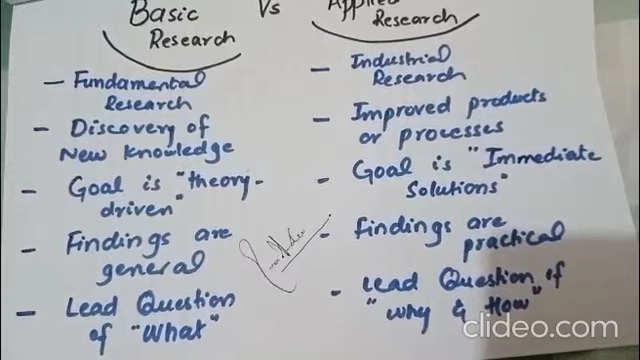 Basic Vs Applied
Research Research
- Fundamental
Research
- Discovery of
New knowledge
- Goal is "theory-
driven"
- Findings are
general
- Lead Question
of "What"
- Industrial
Research
- Improved products
or processes
- Goal is "Immediate
Solutions"
- findings are
practical
- Lead Question of
"why & How"
clideo.com